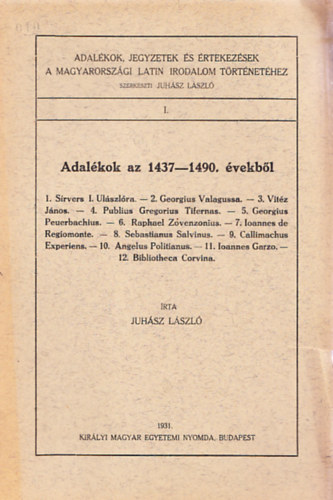 ADALÉKOK, JEGYZETEK ÉS ÉRTEKEZÉSEK
A MAGYARORSZÁGI LATIN IRODALOM TÖRTÉNETÉHEZ
SZERKESZTI JUHÁSZ LÁSZLÓ
I.
Adalékok az 1437—1490. évekből
1. Sirvers I. Ulászlóra. — 2. Georgius Valagussa. — 3. Vitéz
János. — 4. Publius Gregorius Tifernas. — 5. Georgius
Peuerbachius. — 6. Raphael Zovenzonius. — 7. Ioannes de
Regiomonte. — 8. Sebastianus Salvinus. — 9. Callimachus
Experiens. — 10. Angelus Politianus. — 11. Ioannes Garzo. —
12. Bibliotheca Corvina.
IRTA
JUHÁSZ LÁSZLÓ
1931.
KIRÁLYI MAGYAR EGYETEMI NYOMDA, BUDAPEST